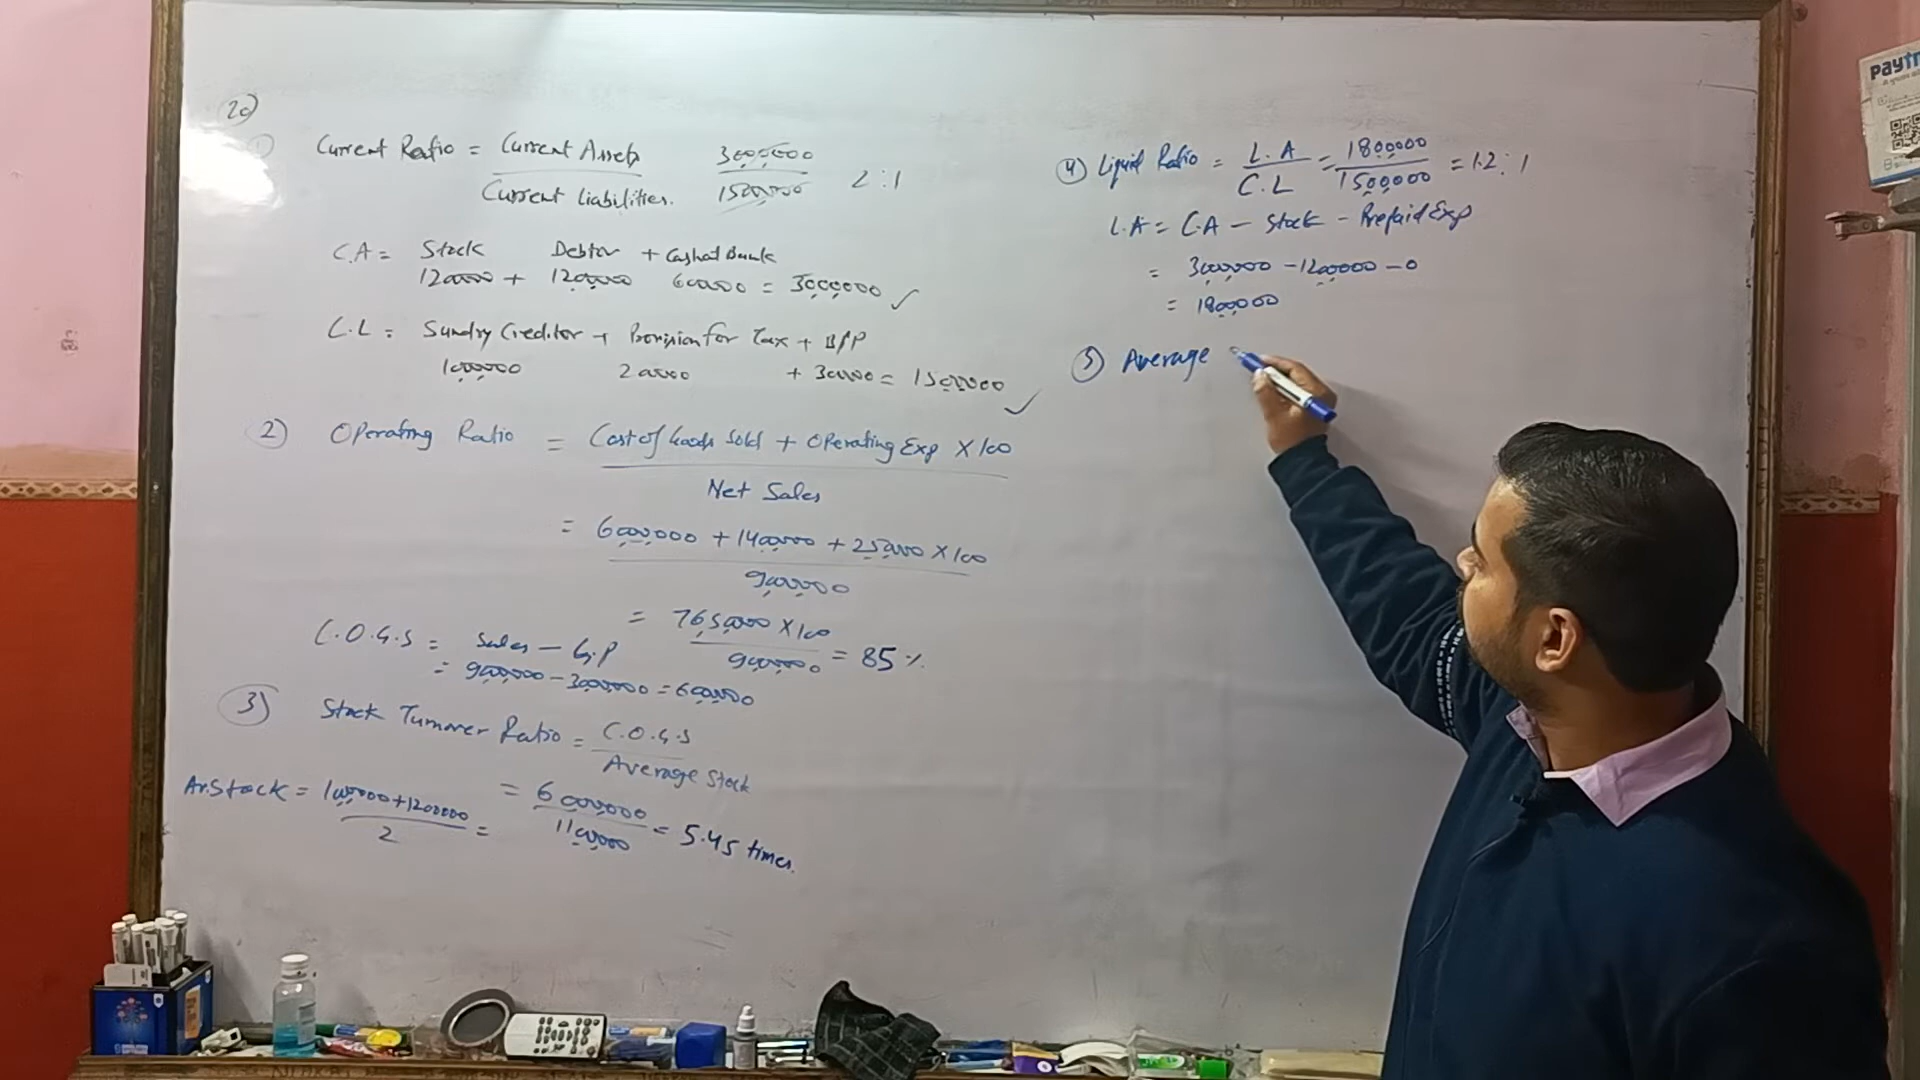 20)
1) Current Ratio = Current Assets / Current Liabilities. 3000000 / 1500000 2:1
C.A = Stock Debtor + Cash at Bank
1200000 + 1200000 600000 = 3000000 ✓
C.L = Sundry Creditor + Provision for Tax + B/P
1000000 200000 + 300000 = 1500000 ✓
2) Operating Ratio = Cost of Goods Sold + Operating Exp X 100
Net Sales
= 6000000 + 1400000 + 250000 X 100
9000000
= 7650000 X 100 / 9000000 = 85 %.
C.O.G.S = Sales - G.P
= 9000000 - 3000000 = 6000000
3) Stock Turnover Ratio = C.O.G.S / Average Stock
Av.Stock = 1000000 + 1200000 / 2 =
= 6000000 / 1100000 = 5.45 times.
4) Liquid Ratio = L.A / C.L = 1800000 / 1500000 = 1.2 : 1
L.A = C.A - Stock - Prepaid Exp
= 3000000 - 1200000 - 0
= 1800000
5) Average
Payt